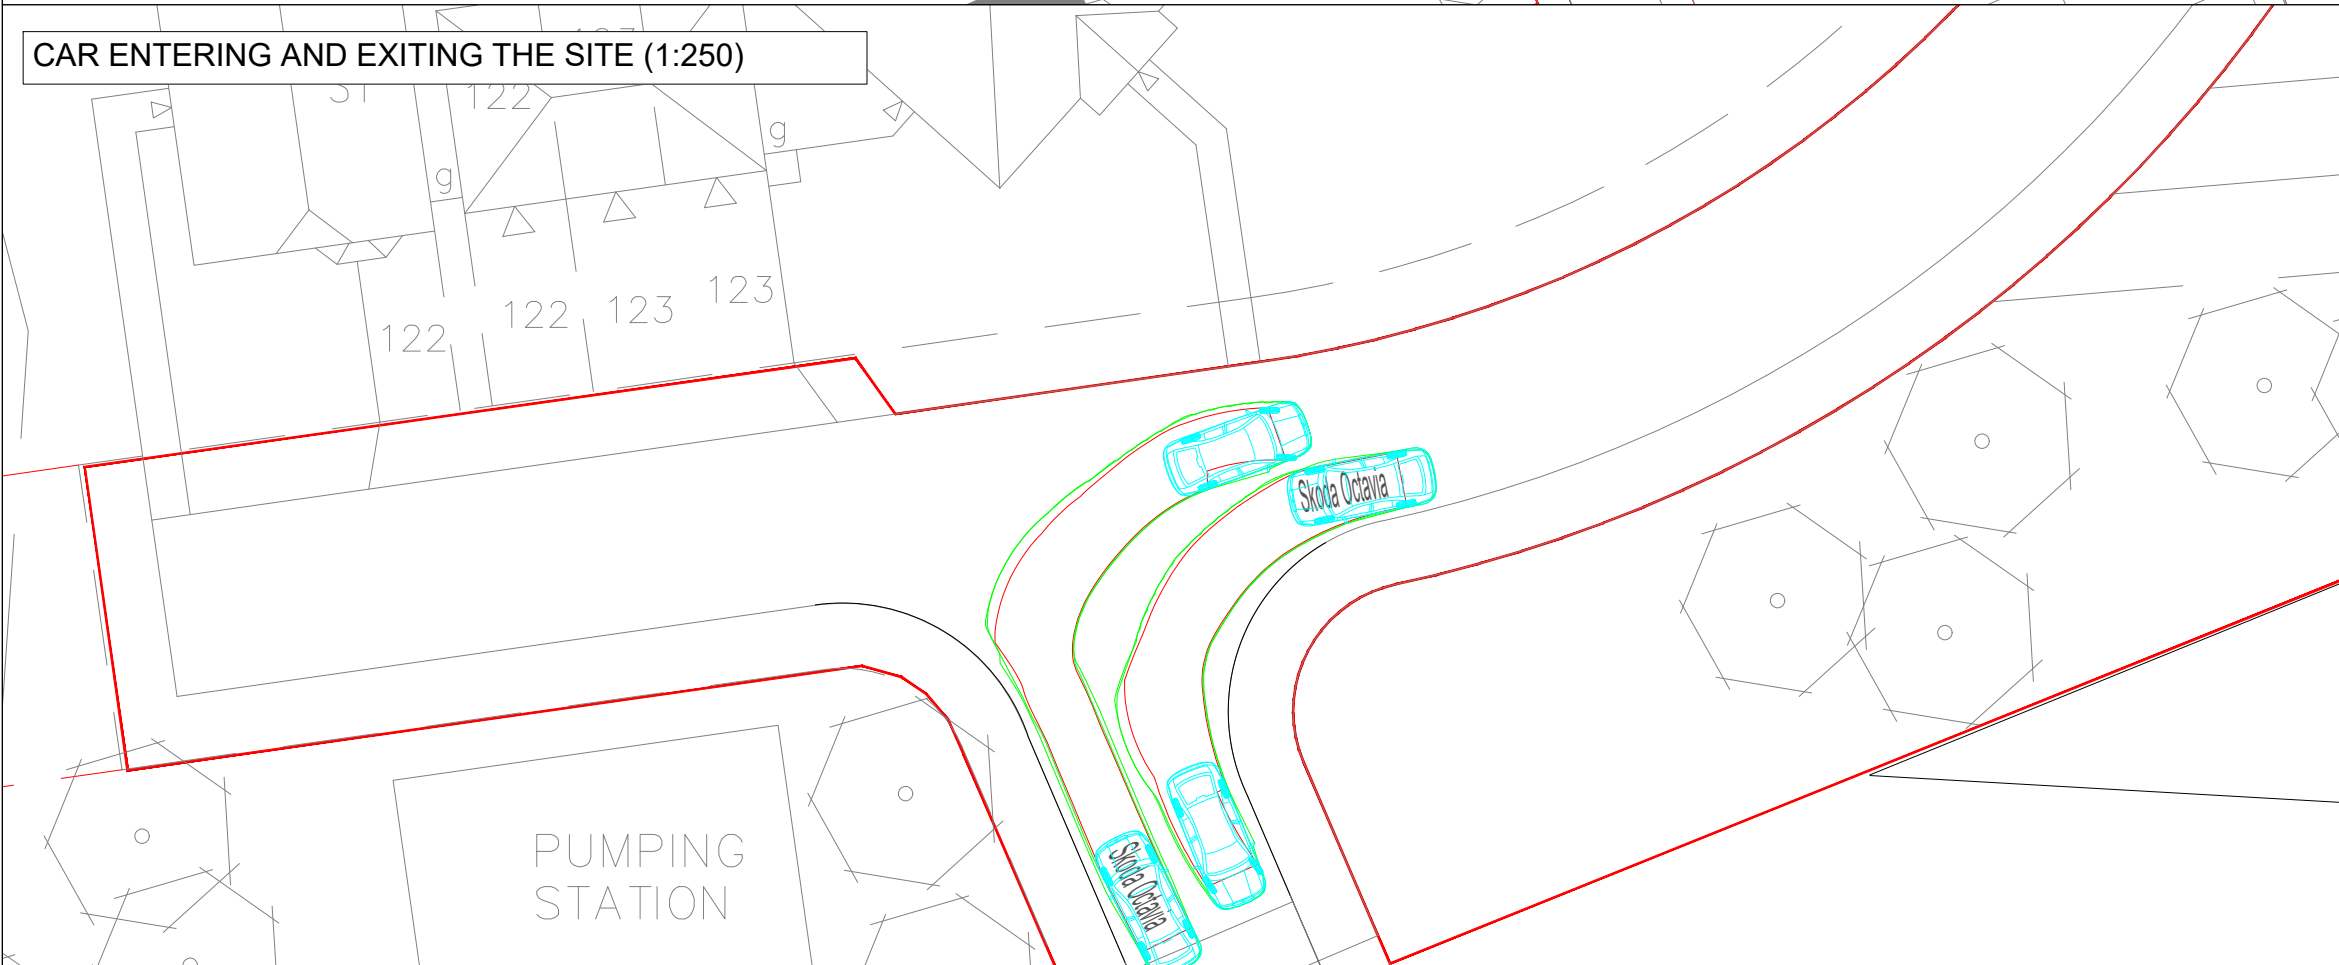 CAR ENTERING AND EXITING THE SITE (1:250)
122
g
g
122
122
123
123
Skoda Octavia
Skoda Octavia
PUMPING
STATION